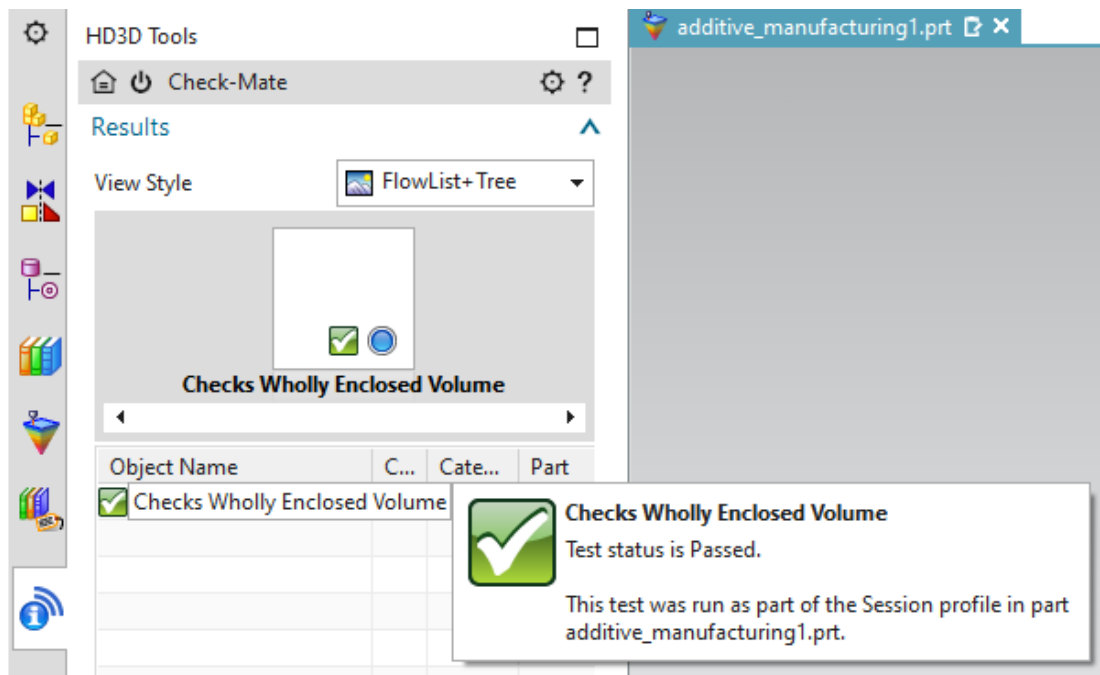 HD3D Tools
additive_manufacturing1.prt
Check-Mate
?
Results
View Style
FlowList+Tree
Checks Wholly Enclosed Volume
Object Name C... Cate... Part
Checks Wholly Enclosed Volume
Checks Wholly Enclosed Volume
Test status is Passed.
This test was run as part of the Session profile in part
additive_manufacturing1.prt.